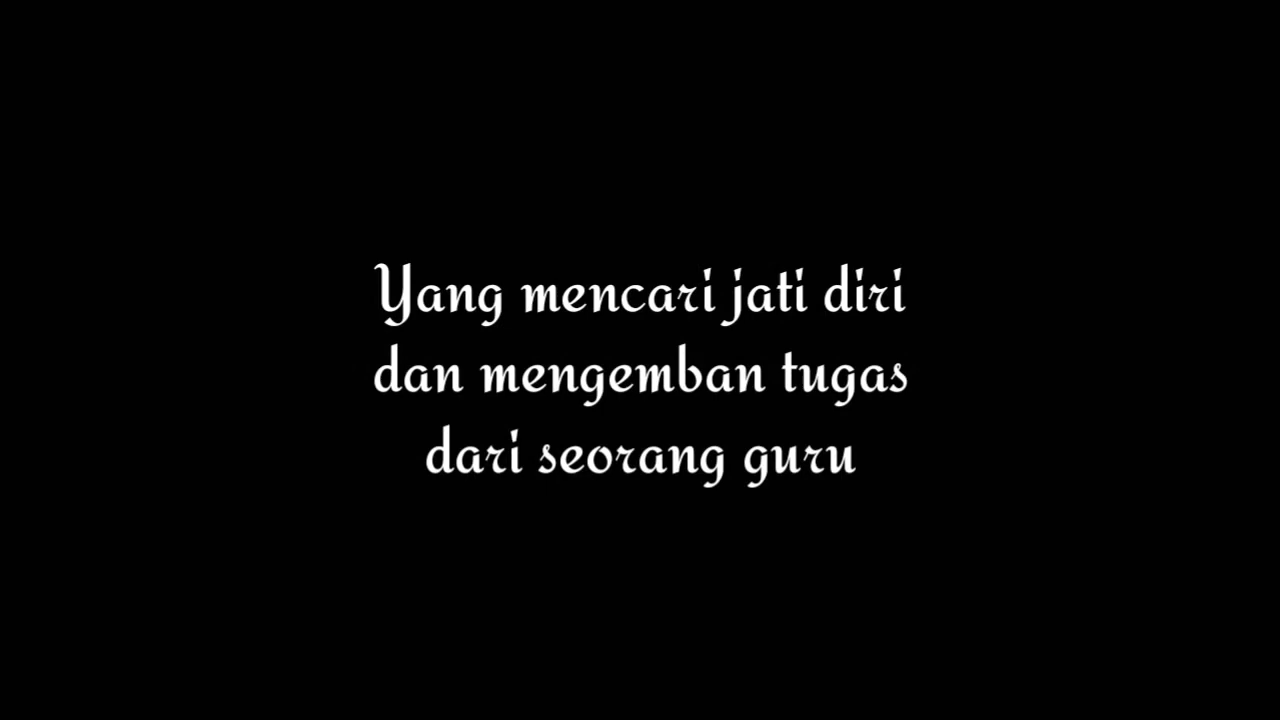 Yang mencari jati diri
dan mengemban tugas
dari seorang guru